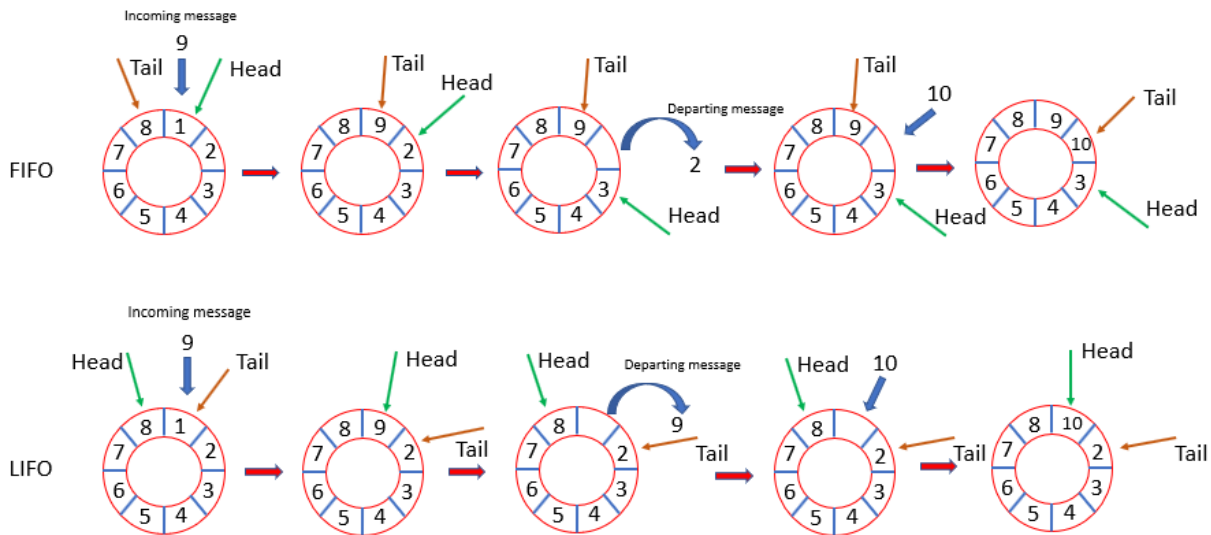 Incoming message
9
Tail
Head
Tail
Head
Tail
Departing message
Tail
10
Tail
8 1 2 3 4 5 6 7
8 9 2 3 4 5 6 7
8 9 3 4 5 6 7
2
8 9 3 4 5 6 7
8 9 10 3 4 5 6 7
FIFO
Head
Head
Head
Incoming message
9
Head
Tail
Head
Head
Departing message
9
Head
10
Head
8 1 2 3 4 5 6 7
8 9 2 3 4 5 6 7
8 2 3 4 5 6 7
8 2 3 4 5 6 7
8 10 2 3 4 5 6 7
Tail
Tail
Tail
Tail
LIFO